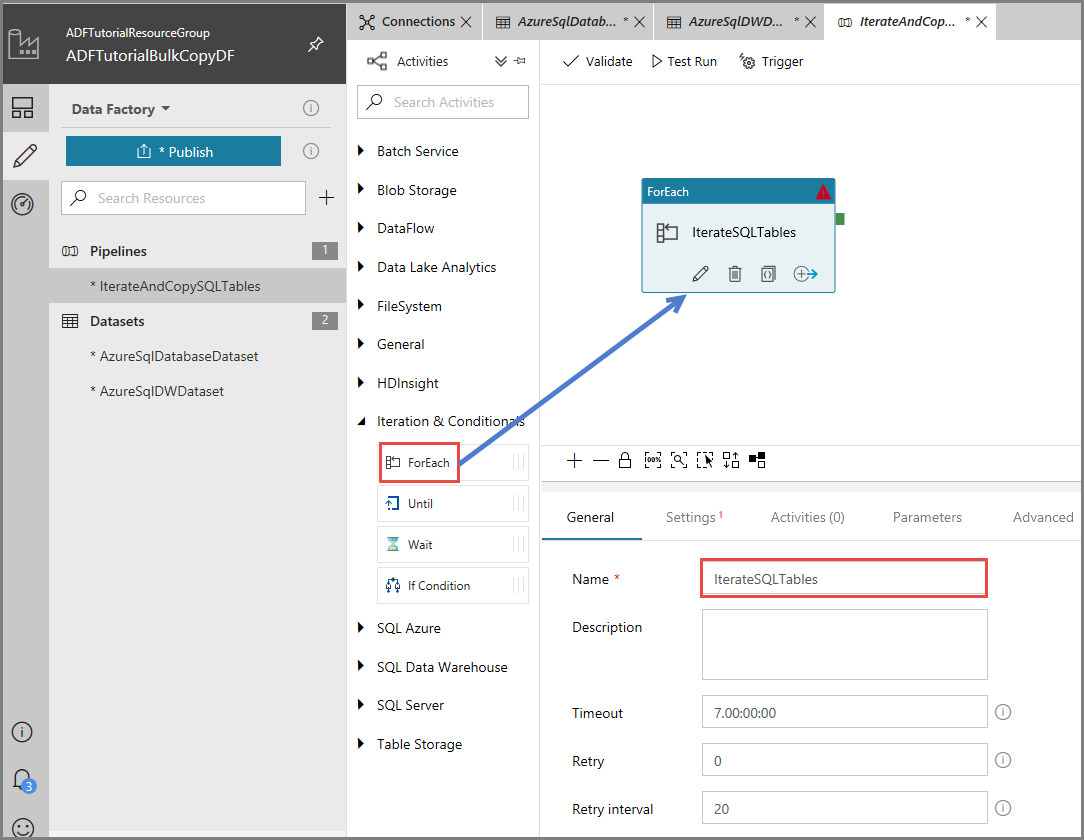 ADFTutorialResourceGroup
ADFTutorialBulkCopyDF
Data Factory
* Publish
Search Resources
Pipelines 1
* IterateAndCopySQLTables
Datasets 2
* AzureSqlDatabaseDataset
* AzureSqlDWDataset
3
Connections
AzureSqlDatab... *
AzureSqlDWD... *
IterateAndCop... *
Activities
Search Activities
Batch Service
Blob Storage
DataFlow
Data Lake Analytics
FileSystem
General
HDInsight
Iteration & Conditionals
ForEach
Until
Wait
If Condition
SQL Azure
SQL Data Warehouse
SQL Server
Table Storage
Validate
Test Run
Trigger
ForEach
IterateSQLTables
100%
General
Settings 1
Activities (0)
Parameters
Advanced
Name *
IterateSQLTables
Description
Timeout
7.00:00:00
Retry
0
Retry interval
20